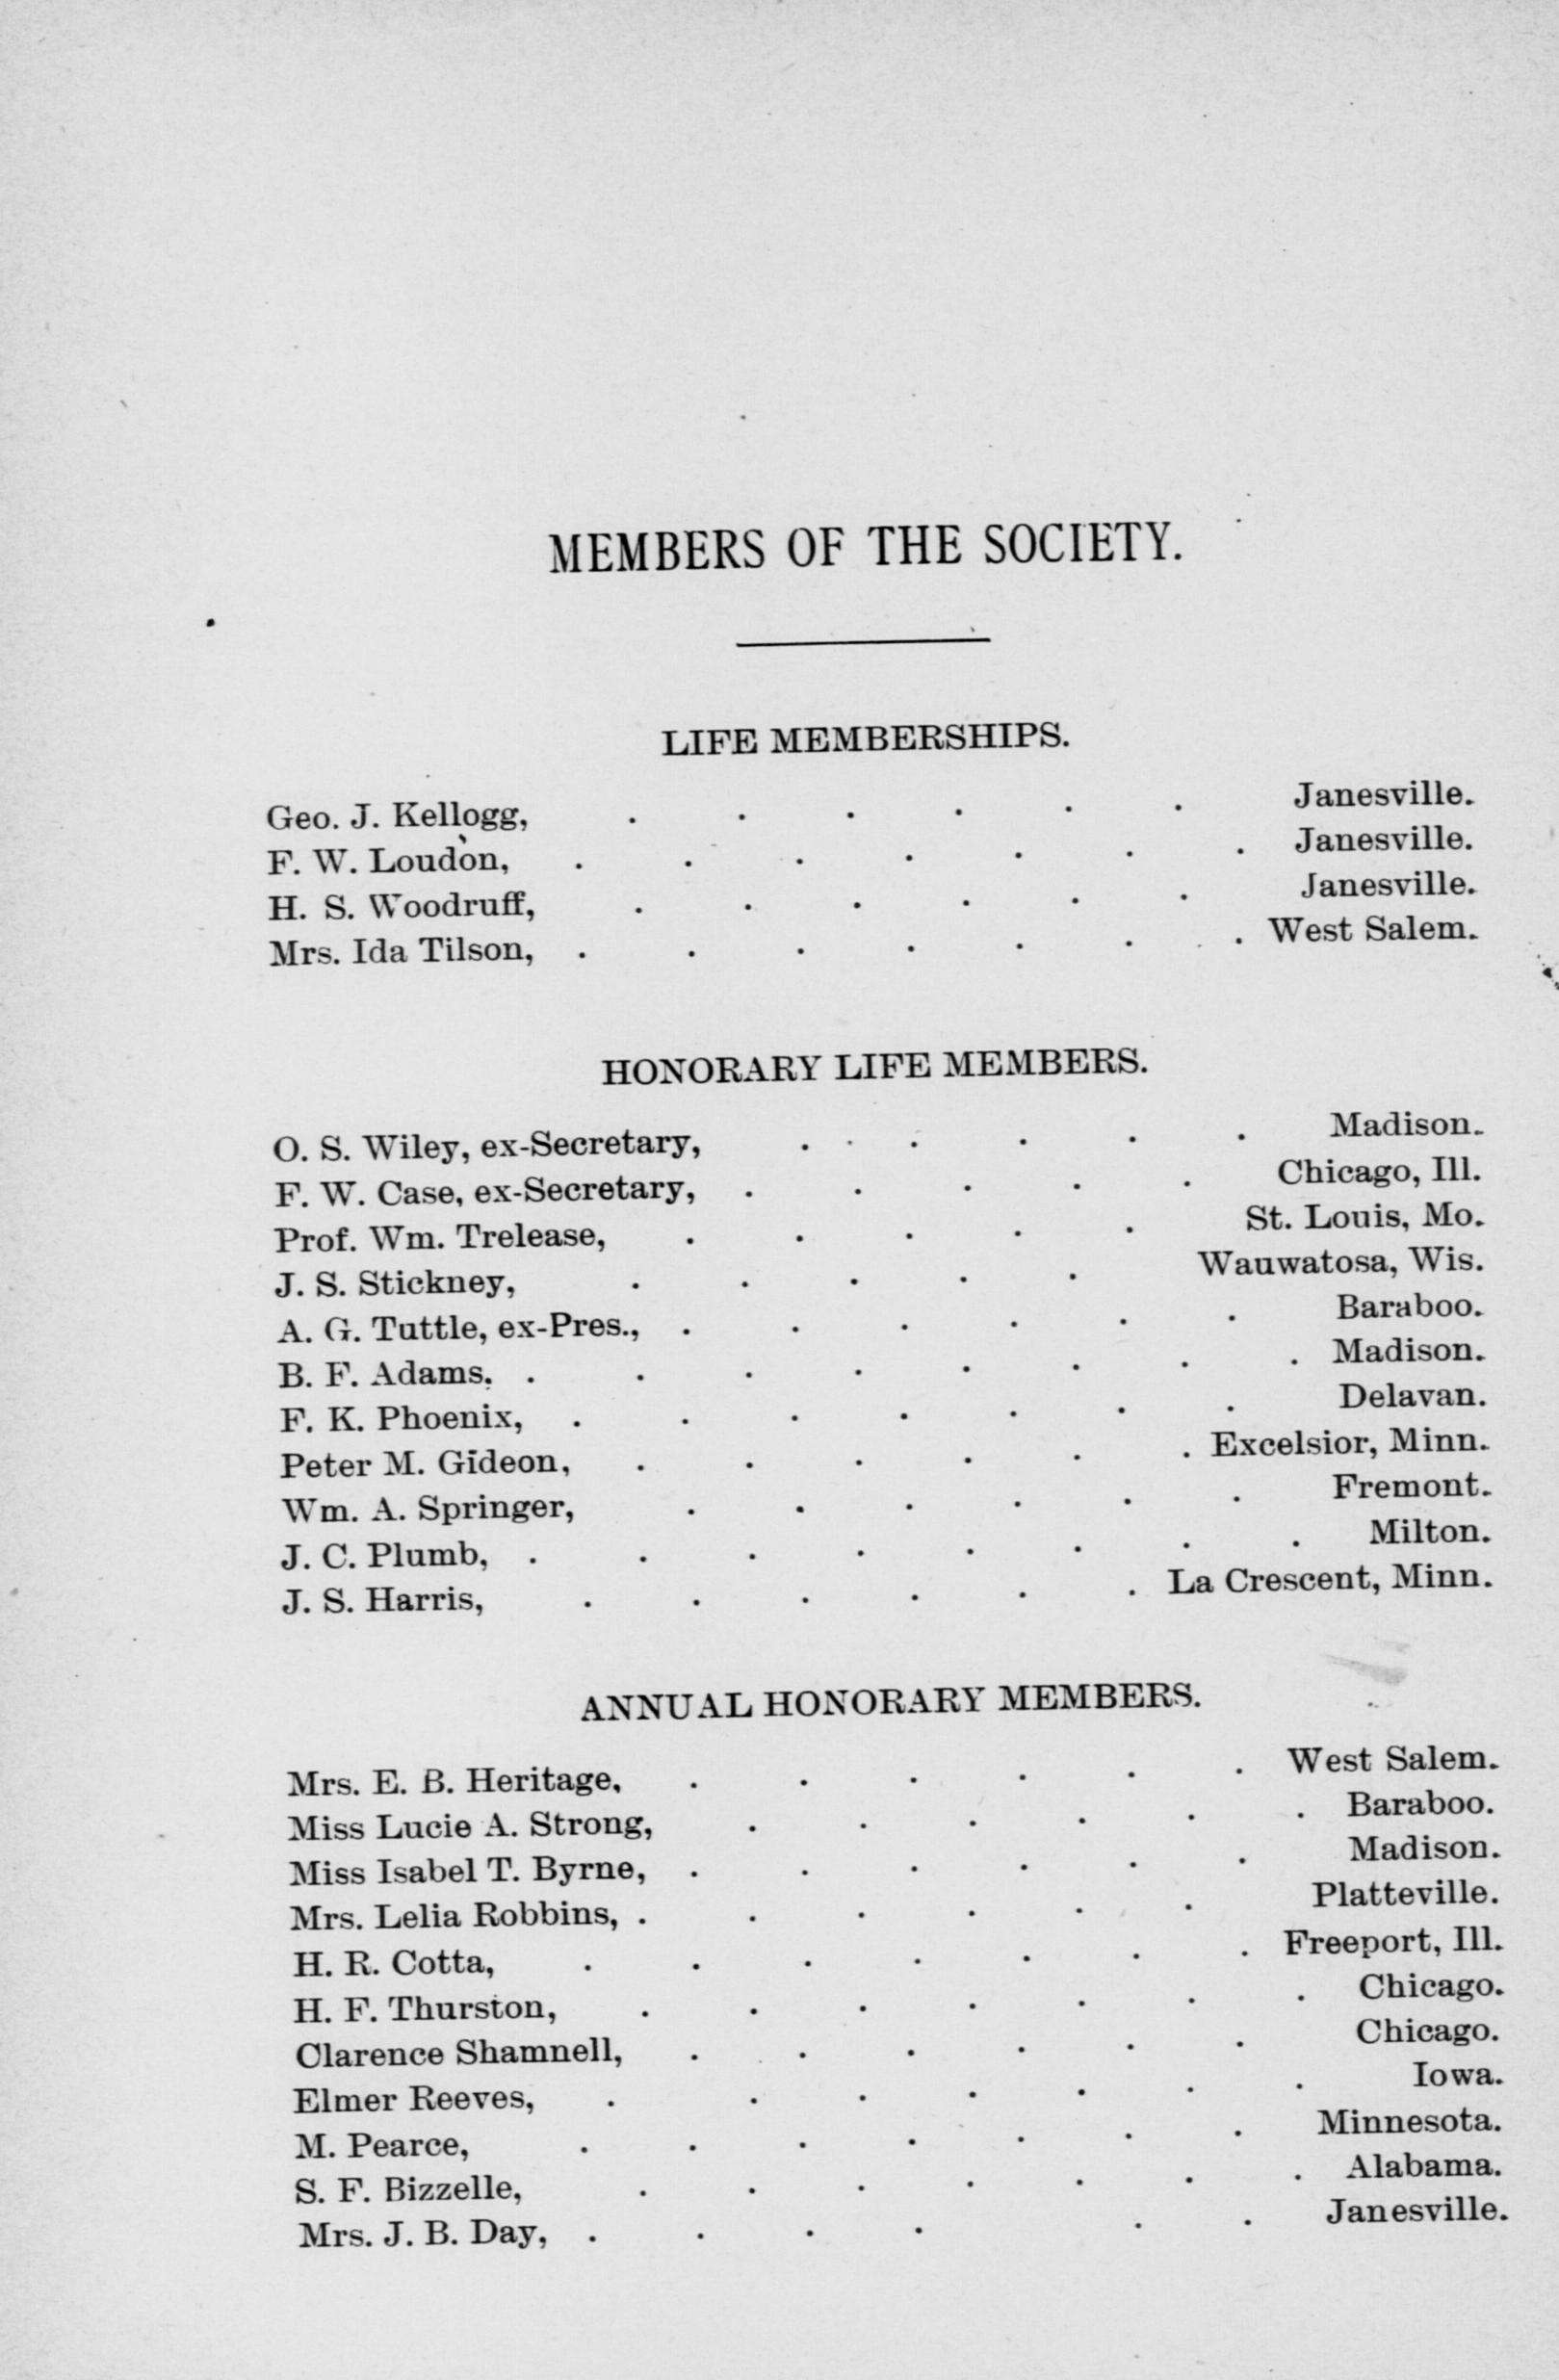 MEMBERS OF THE SOCIETY.
LIFE MEMBERSHIPS.
Geo. J. Kellogg, . . . . . . Janesville.
F. W. Loudon, . . . . . . . Janesville.
H. S. Woodruff, . . . . . . Janesville.
Mrs. Ida Tilson, . . . . . . . West Salem.
HONORARY LIFE MEMBERS.
O. S. Wiley, ex-Secretary, . . . . . Madison.
F. W. Case, ex-Secretary, . . . . . Chicago, Ill.
Prof. Wm. Trelease, . . . . . St. Louis, Mo.
J. S. Stickney, . . . . . Wauwatosa, Wis.
A. G. Tuttle, ex-Pres., . . . . . . Baraboo.
B. F. Adams, . . . . . . . . Madison.
F. K. Phoenix, . . . . . . . Delavan.
Peter M. Gideon, . . . . . . Excelsior, Minn.
Wm. A. Springer, . . . . . . Fremont.
J. C. Plumb, . . . . . . . . Milton.
J. S. Harris, . . . . . . La Crescent, Minn.
ANNUAL HONORARY MEMBERS.
Mrs. E. B. Heritage, . . . . . . West Salem.
Miss Lucie A. Strong, . . . . . . Baraboo.
Miss Isabel T. Byrne, . . . . . . Madison.
Mrs. Lelia Robbins, . . . . . . Platteville.
H. R. Cotta, . . . . . . . Freeport, Ill.
H. F. Thurston, . . . . . . . Chicago.
Clarence Shamnell, . . . . . . Chicago.
Elmer Reeves, . . . . . . . Iowa.
M. Pearce, . . . . . . . Minnesota.
S. F. Bizzelle, . . . . . . . Alabama.
Mrs. J. B. Day, . . . . . . Janesville.